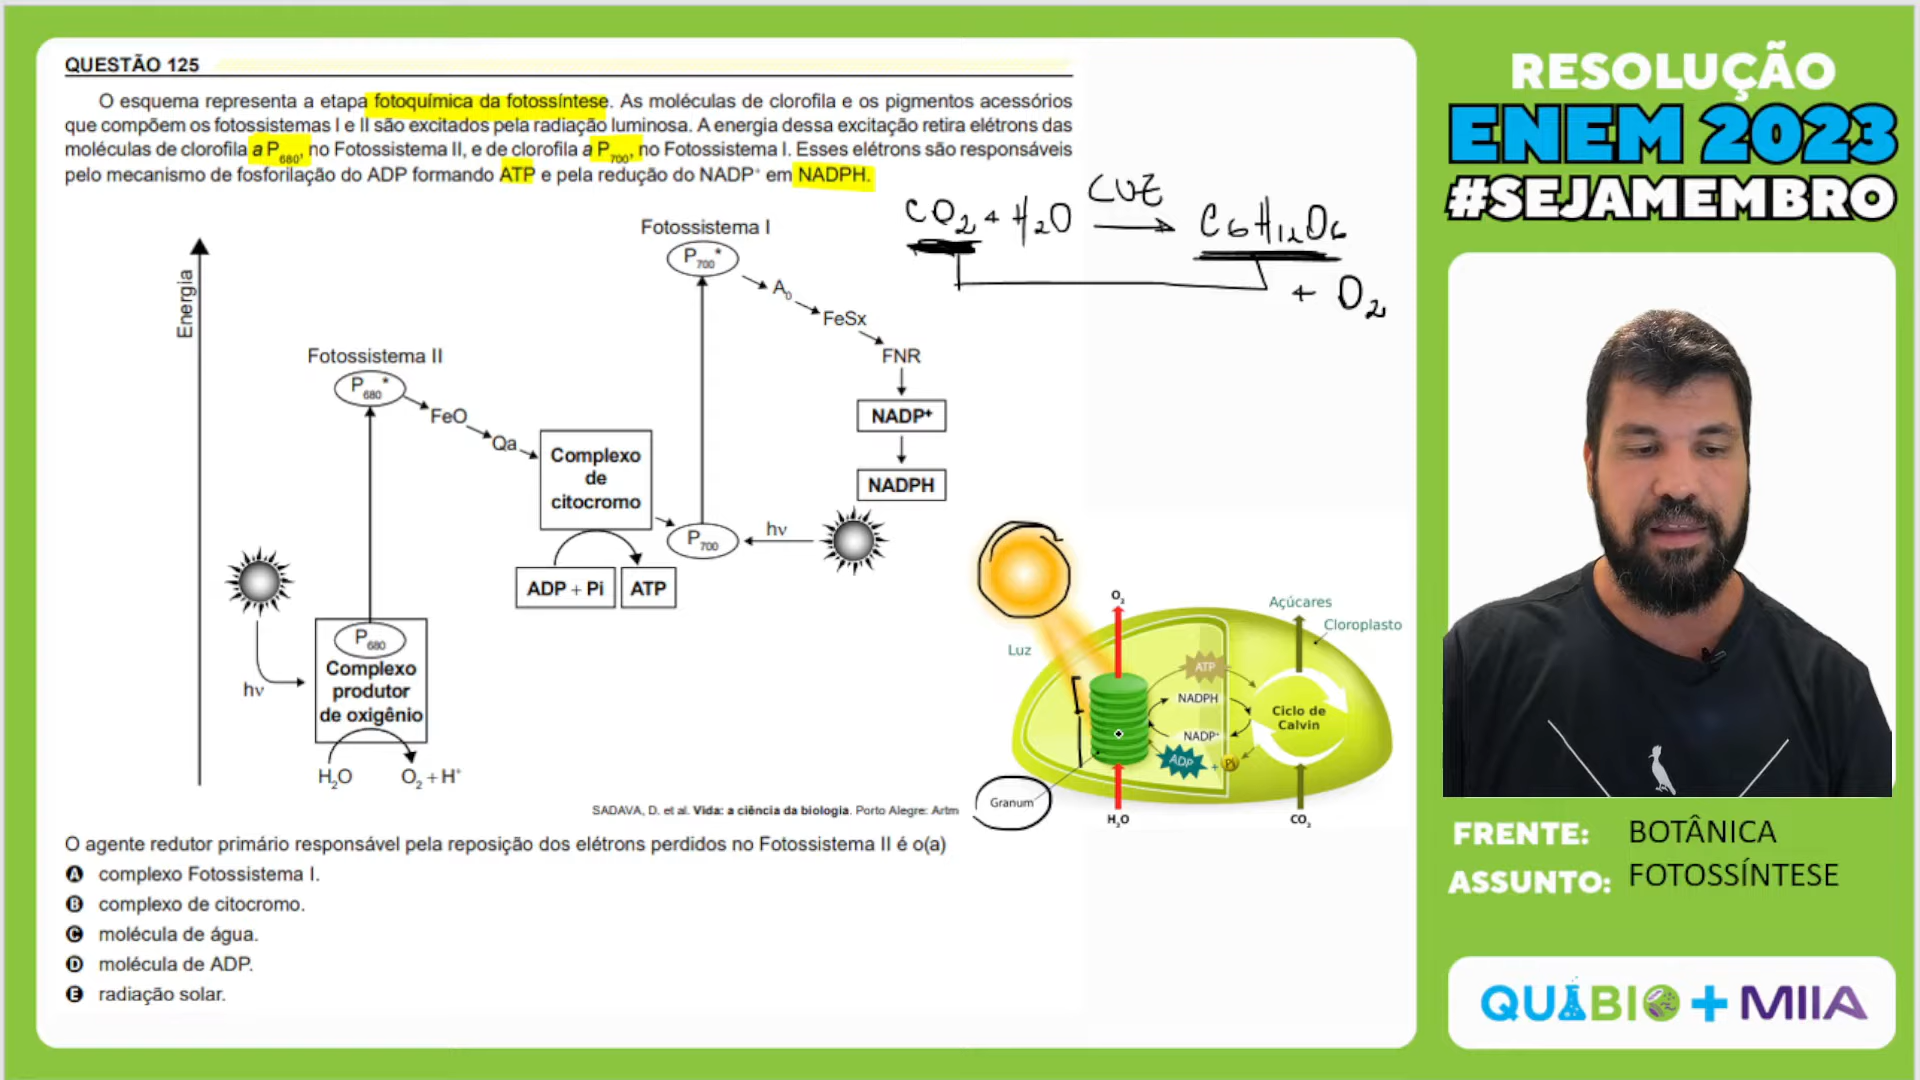 QUESTÃO 125
O esquema representa a etapa fotoquímica da fotossíntese. As moléculas de clorofila e os pigmentos acessórios
que compõem os fotossistemas I e II são excitados pela radiação luminosa. A energia dessa excitação retira elétrons das
moléculas de clorofila a P680, no Fotossistema II, e de clorofila a P700, no Fotossistema I. Esses elétrons são responsáveis
pelo mecanismo de fosforilação do ADP formando ATP e pela redução do NADP+ em NADPH.
CO2 + H2O
LUZ
C6H12O6
+ O2
Energia
Fotossistema I
P700*
A0
FeSx
FNR
NADP+
NADPH
Fotossistema II
P680*
FeO
Qa
Complexo
de
citocromo
P700
hν
ADP + Pi
ATP
hν
P680
Complexo
produtor
de oxigênio
H2O
O2 + H+
SADAVA, D. et al. Vida: a ciência da biologia. Porto Alegre: Artm
O2
Açúcares
Cloroplasto
Luz
ATP
NADPH
NADP+
ADP + Pi
Ciclo de
Calvin
Granum
H2O
CO2
O agente redutor primário responsável pela reposição dos elétrons perdidos no Fotossistema II é o(a)
A complexo Fotossistema I.
B complexo de citocromo.
C molécula de água.
D molécula de ADP.
E radiação solar.
RESOLUÇÃO
ENEM 2023
#SEJAMEMBRO
FRENTE: BOTÂNICA
ASSUNTO: FOTOSSÍNTESE
QUIBIO + MIIA